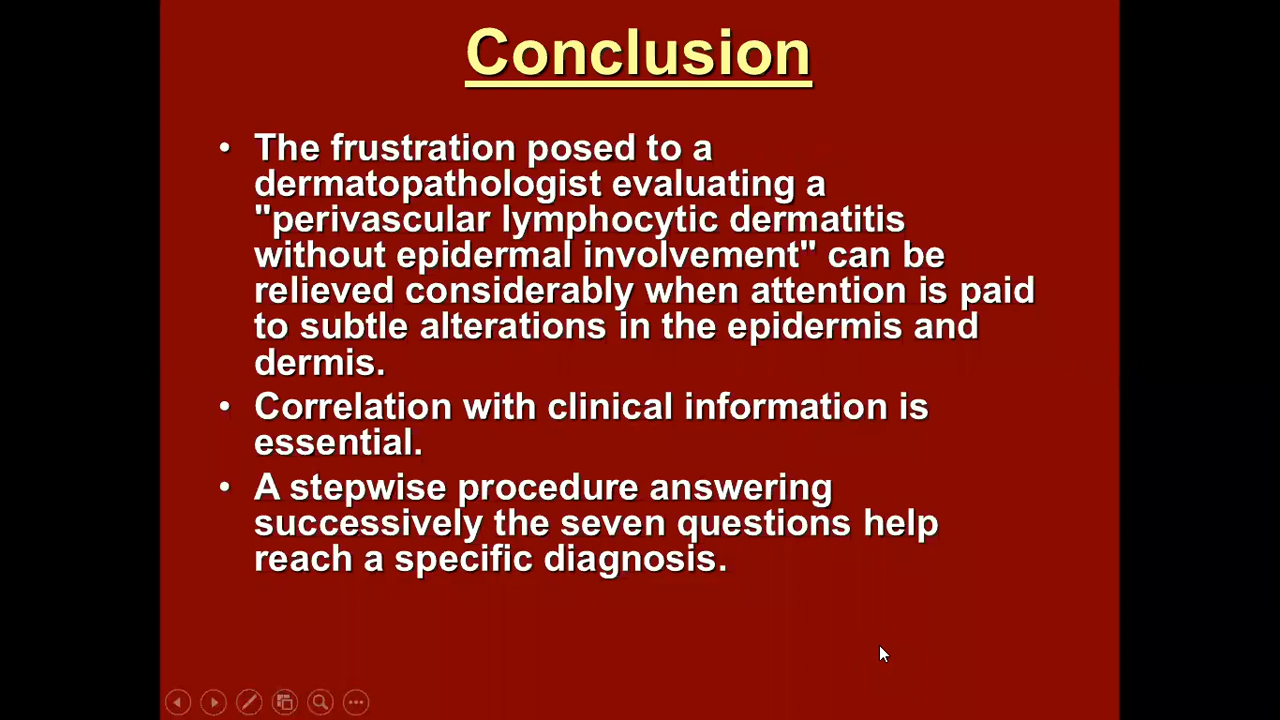 Conclusion
• The frustration posed to a
dermatopathologist evaluating a
"perivascular lymphocytic dermatitis
without epidermal involvement" can be
relieved considerably when attention is paid
to subtle alterations in the epidermis and
dermis.
• Correlation with clinical information is
essential.
• A stepwise procedure answering
successively the seven questions help
reach a specific diagnosis.